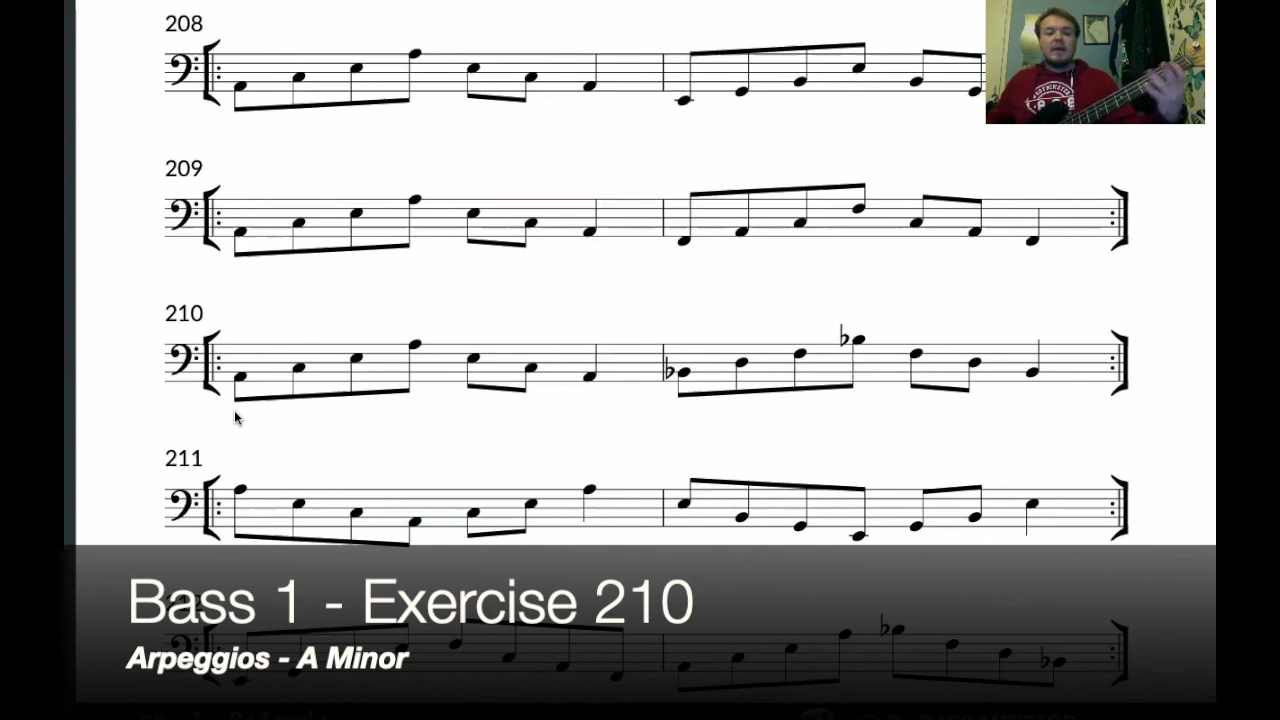 208
209
210
211
Bass 1 - Exercise 210
Arpeggios - A Minor